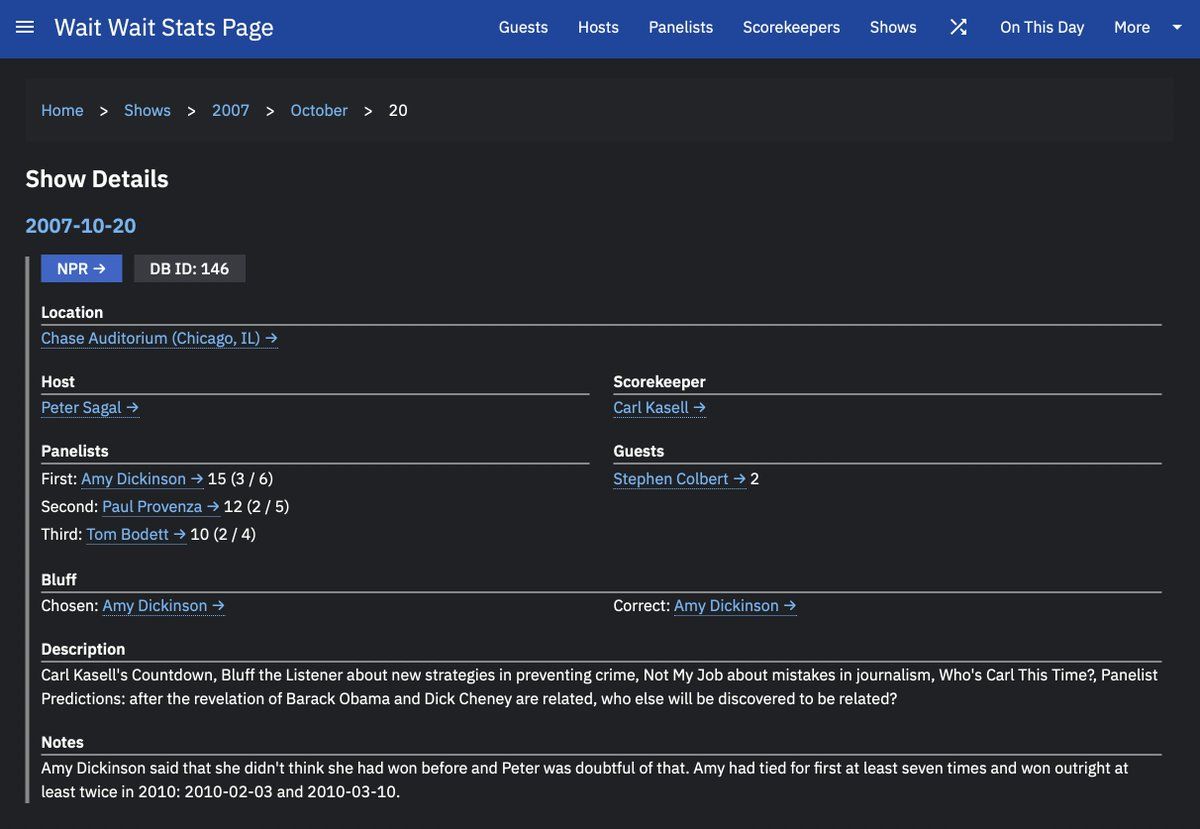 Wait Wait Stats Page
Guests Hosts Panelists Scorekeepers Shows On This Day More
Home > Shows > 2007 > October > 20
Show Details
2007-10-20
NPR → DB ID: 146
Location
Chase Auditorium (Chicago, IL) →
Host
Peter Sagal →
Scorekeeper
Carl Kasell →
Panelists
First: Amy Dickinson → 15 (3 / 6)
Second: Paul Provenza → 12 (2 / 5)
Third: Tom Bodett → 10 (2 / 4)
Guests
Stephen Colbert → 2
Bluff
Chosen: Amy Dickinson →
Correct: Amy Dickinson →
Description
Carl Kasell's Countdown, Bluff the Listener about new strategies in preventing crime, Not My Job about mistakes in journalism, Who's Carl This Time?, Panelist
Predictions: after the revelation of Barack Obama and Dick Cheney are related, who else will be discovered to be related?
Notes
Amy Dickinson said that she didn't think she had won before and Peter was doubtful of that. Amy had tied for first at least seven times and won outright at
least twice in 2010: 2010-02-03 and 2010-03-10.